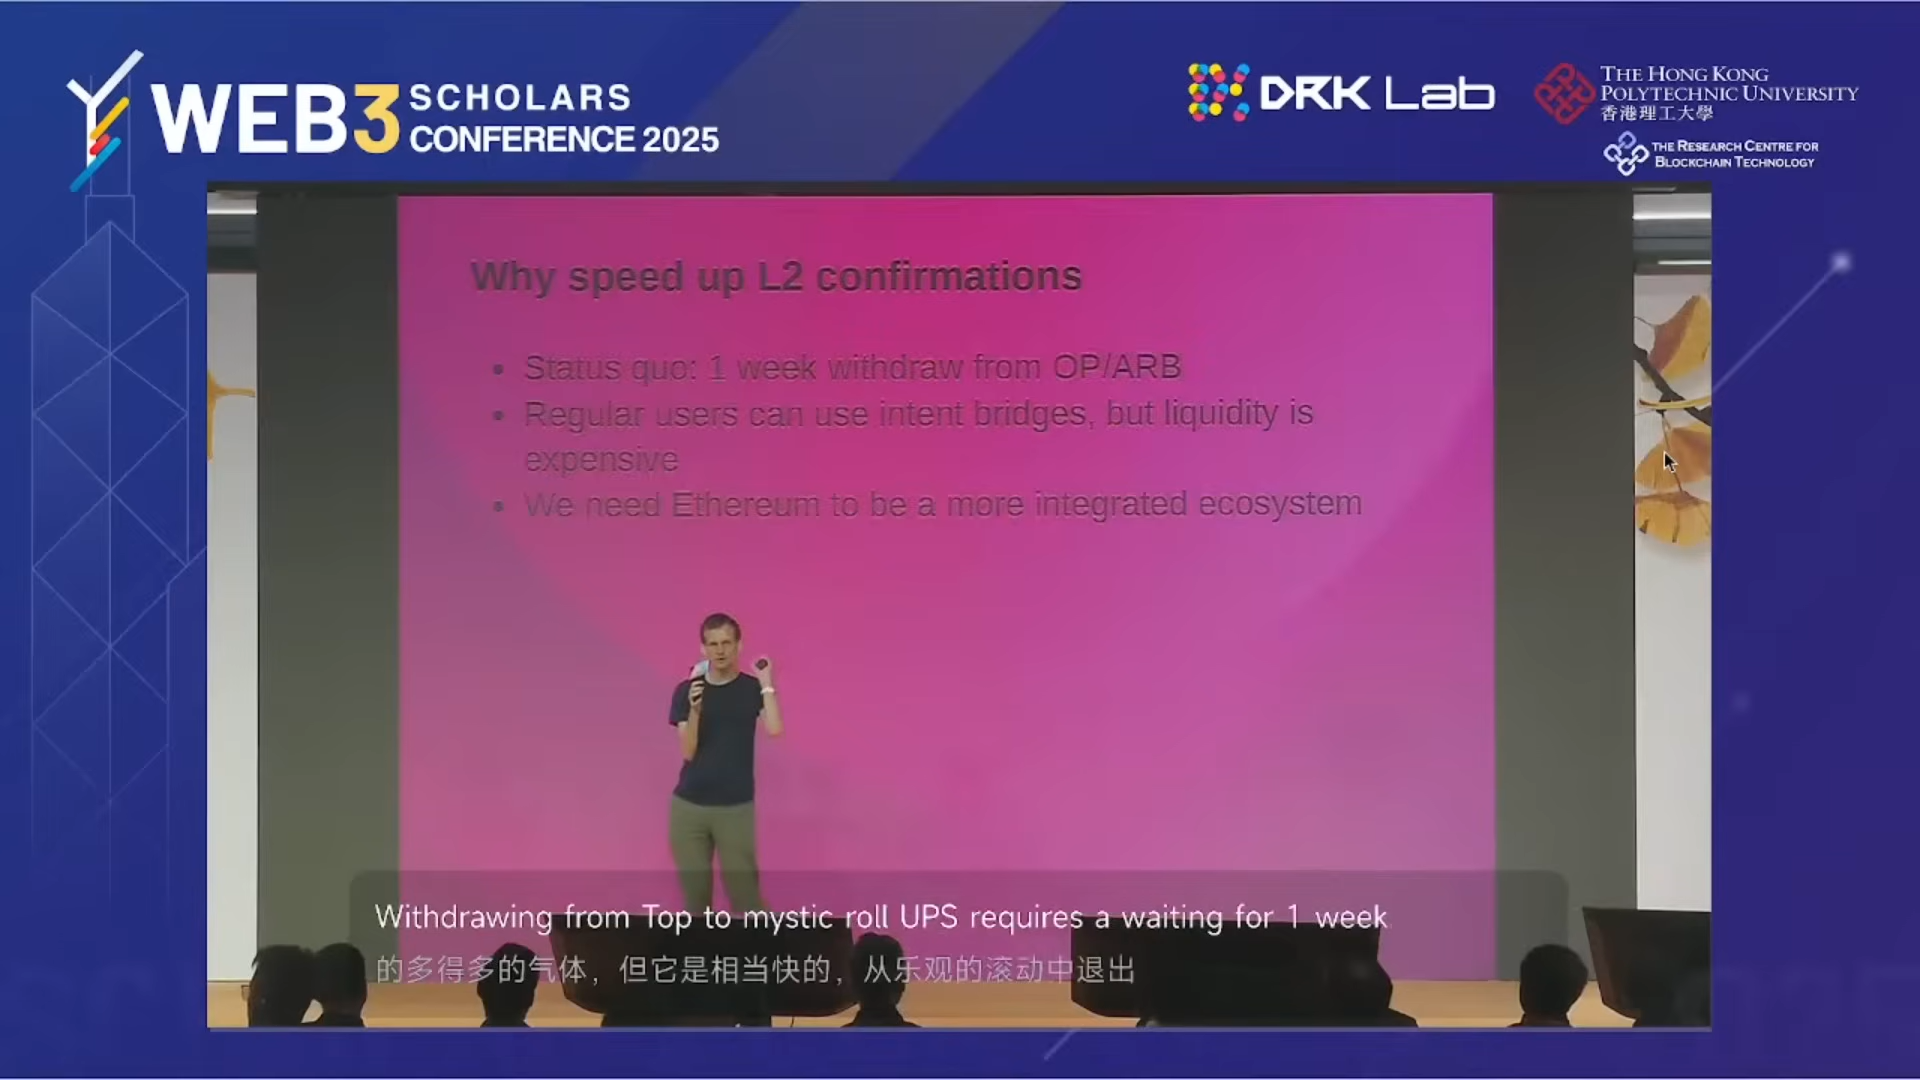 WEB3 SCHOLARS
CONFERENCE 2025
DRK Lab
THE HONG KONG
POLYTECHNIC UNIVERSITY
香港理工大學
THE RESEARCH CENTRE FOR
BLOCKCHAIN TECHNOLOGY
Why speed up L2 confirmations
• Status quo: 1 week withdraw from OP/ARB
• Regular users can use intent bridges, but liquidity is
expensive
• We need Ethereum to be a more integrated ecosystem
Withdrawing from Top to mystic roll UPS requires a waiting for 1 week
的多得多的气体，但它是相当快的，从乐观的滚动中退出